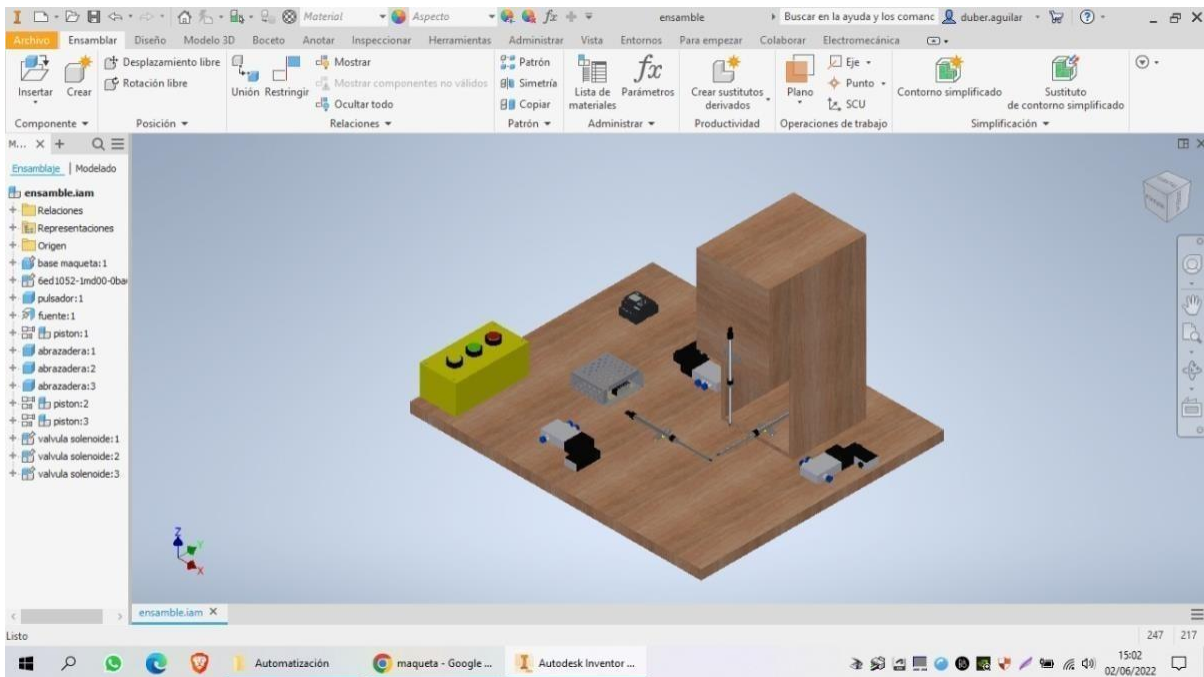 Material Aspecto ensamble Buscar en la ayuda y los comanc duber.aguilar
Archivo Ensamblar Diseño Modelo 3D Boceto Anotar Inspeccionar Herramientas Administrar Vista Entornos Para empezar Colaborar Electromecánica
Insertar
Crear
Componente
Desplazamiento libre
Rotación libre
Posición
Unión
Restringir
Mostrar
Mostrar componentes no válidos
Ocultar todo
Relaciones
Patrón
Simetría
Copiar
Patrón
Lista de
materiales
fx
Parámetros
Administrar
Crear sustitutos
derivados
Productividad
Plano
Eje
Punto
SCU
Operaciones de trabajo
Contorno simplificado
Sustituto
de contorno simplificado
Simplificación
M...
Ensamblaje | Modelado
ensamble.iam
Relaciones
Representaciones
Origen
base maqueta:1
6ed1052-1md00-0ba
pulsador:1
fuente:1
piston:1
abrazadera:1
abrazadera:2
abrazadera:3
piston:2
piston:3
valvula solenoide:1
valvula solenoide:2
valvula solenoide:3
Z
Y
X
ensamble.iam
Listo
247 217
Automatización
maqueta - Google ...
Autodesk Inventor ...
15:02
02/06/2022